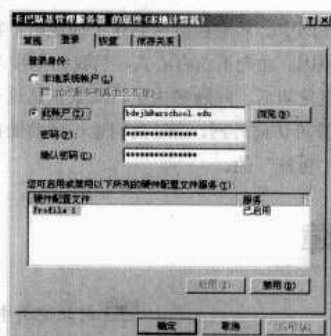 卡巴斯基管理服务器 的属性(本地计算机)
常规 登录 恢复 依存关系
登录身份:
本地系统帐户(L)
此帐户(T): 浏览(B)...
密码(P): ***************
确认密码(C): ***************
您可启用或禁用以下所列的硬件配置文件服务(I):
硬件配置文件 服务
Profile 1 已启用
启用(E) 禁用(D)
确定 取消 应用(A)